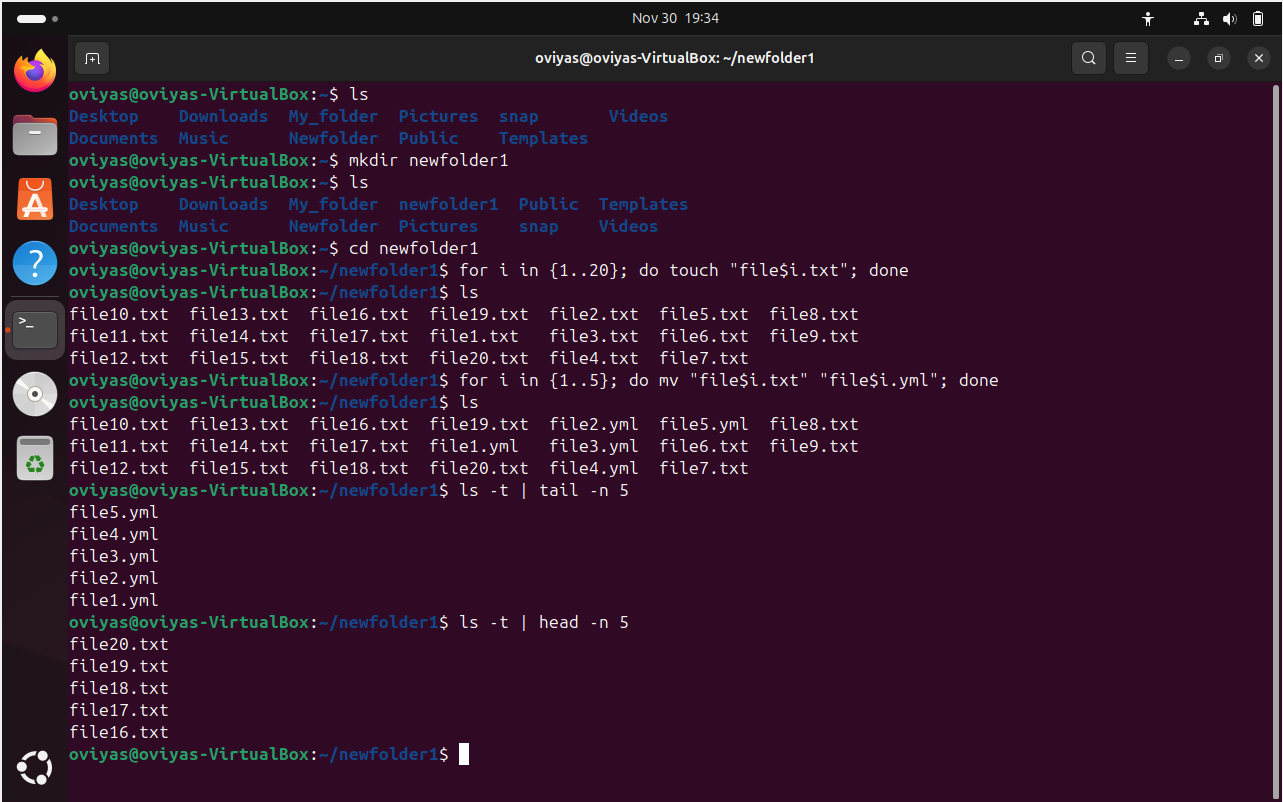 Nov 30 19:34
oviyas@oviyas-VirtualBox: ~/newfolder1
oviyas@oviyas-VirtualBox:~$ ls
Desktop    Downloads  My_folder  Pictures  snap       Videos
Documents  Music      Newfolder  Public    Templates
oviyas@oviyas-VirtualBox:~$ mkdir newfolder1
oviyas@oviyas-VirtualBox:~$ ls
Desktop    Downloads  My_folder  newfolder1  Public  Templates
Documents  Music      Newfolder  Pictures    snap    Videos
oviyas@oviyas-VirtualBox:~$ cd newfolder1
oviyas@oviyas-VirtualBox:~/newfolder1$ for i in {1..20}; do touch "file$i.txt"; done
oviyas@oviyas-VirtualBox:~/newfolder1$ ls
file10.txt  file13.txt  file16.txt  file19.txt  file2.txt  file5.txt  file8.txt
file11.txt  file14.txt  file17.txt  file1.txt   file3.txt  file6.txt  file9.txt
file12.txt  file15.txt  file18.txt  file20.txt  file4.txt  file7.txt
oviyas@oviyas-VirtualBox:~/newfolder1$ for i in {1..5}; do mv "file$i.txt" "file$i.yml"; done
oviyas@oviyas-VirtualBox:~/newfolder1$ ls
file10.txt  file13.txt  file16.txt  file19.txt  file2.yml  file5.yml  file8.txt
file11.txt  file14.txt  file17.txt  file1.yml   file3.yml  file6.txt  file9.txt
file12.txt  file15.txt  file18.txt  file20.txt  file4.yml  file7.txt
oviyas@oviyas-VirtualBox:~/newfolder1$ ls -t | tail -n 5
file5.yml
file4.yml
file3.yml
file2.yml
file1.yml
oviyas@oviyas-VirtualBox:~/newfolder1$ ls -t | head -n 5
file20.txt
file19.txt
file18.txt
file17.txt
file16.txt
oviyas@oviyas-VirtualBox:~/newfolder1$